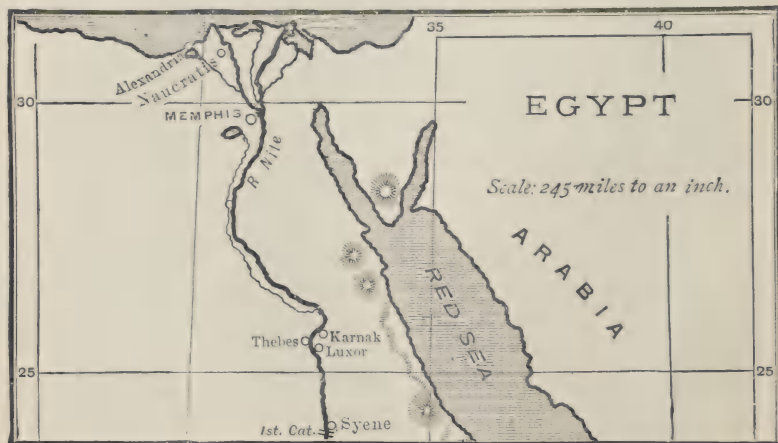 35
40
Alexandria
Naucratis
30
30
EGYPT
MEMPHIS
R Nile
Scale: 245 miles to an inch.
ARABIA
RED SEA
Thebes
Karnak
Luxor
25
25
1st. Cat.
Syene